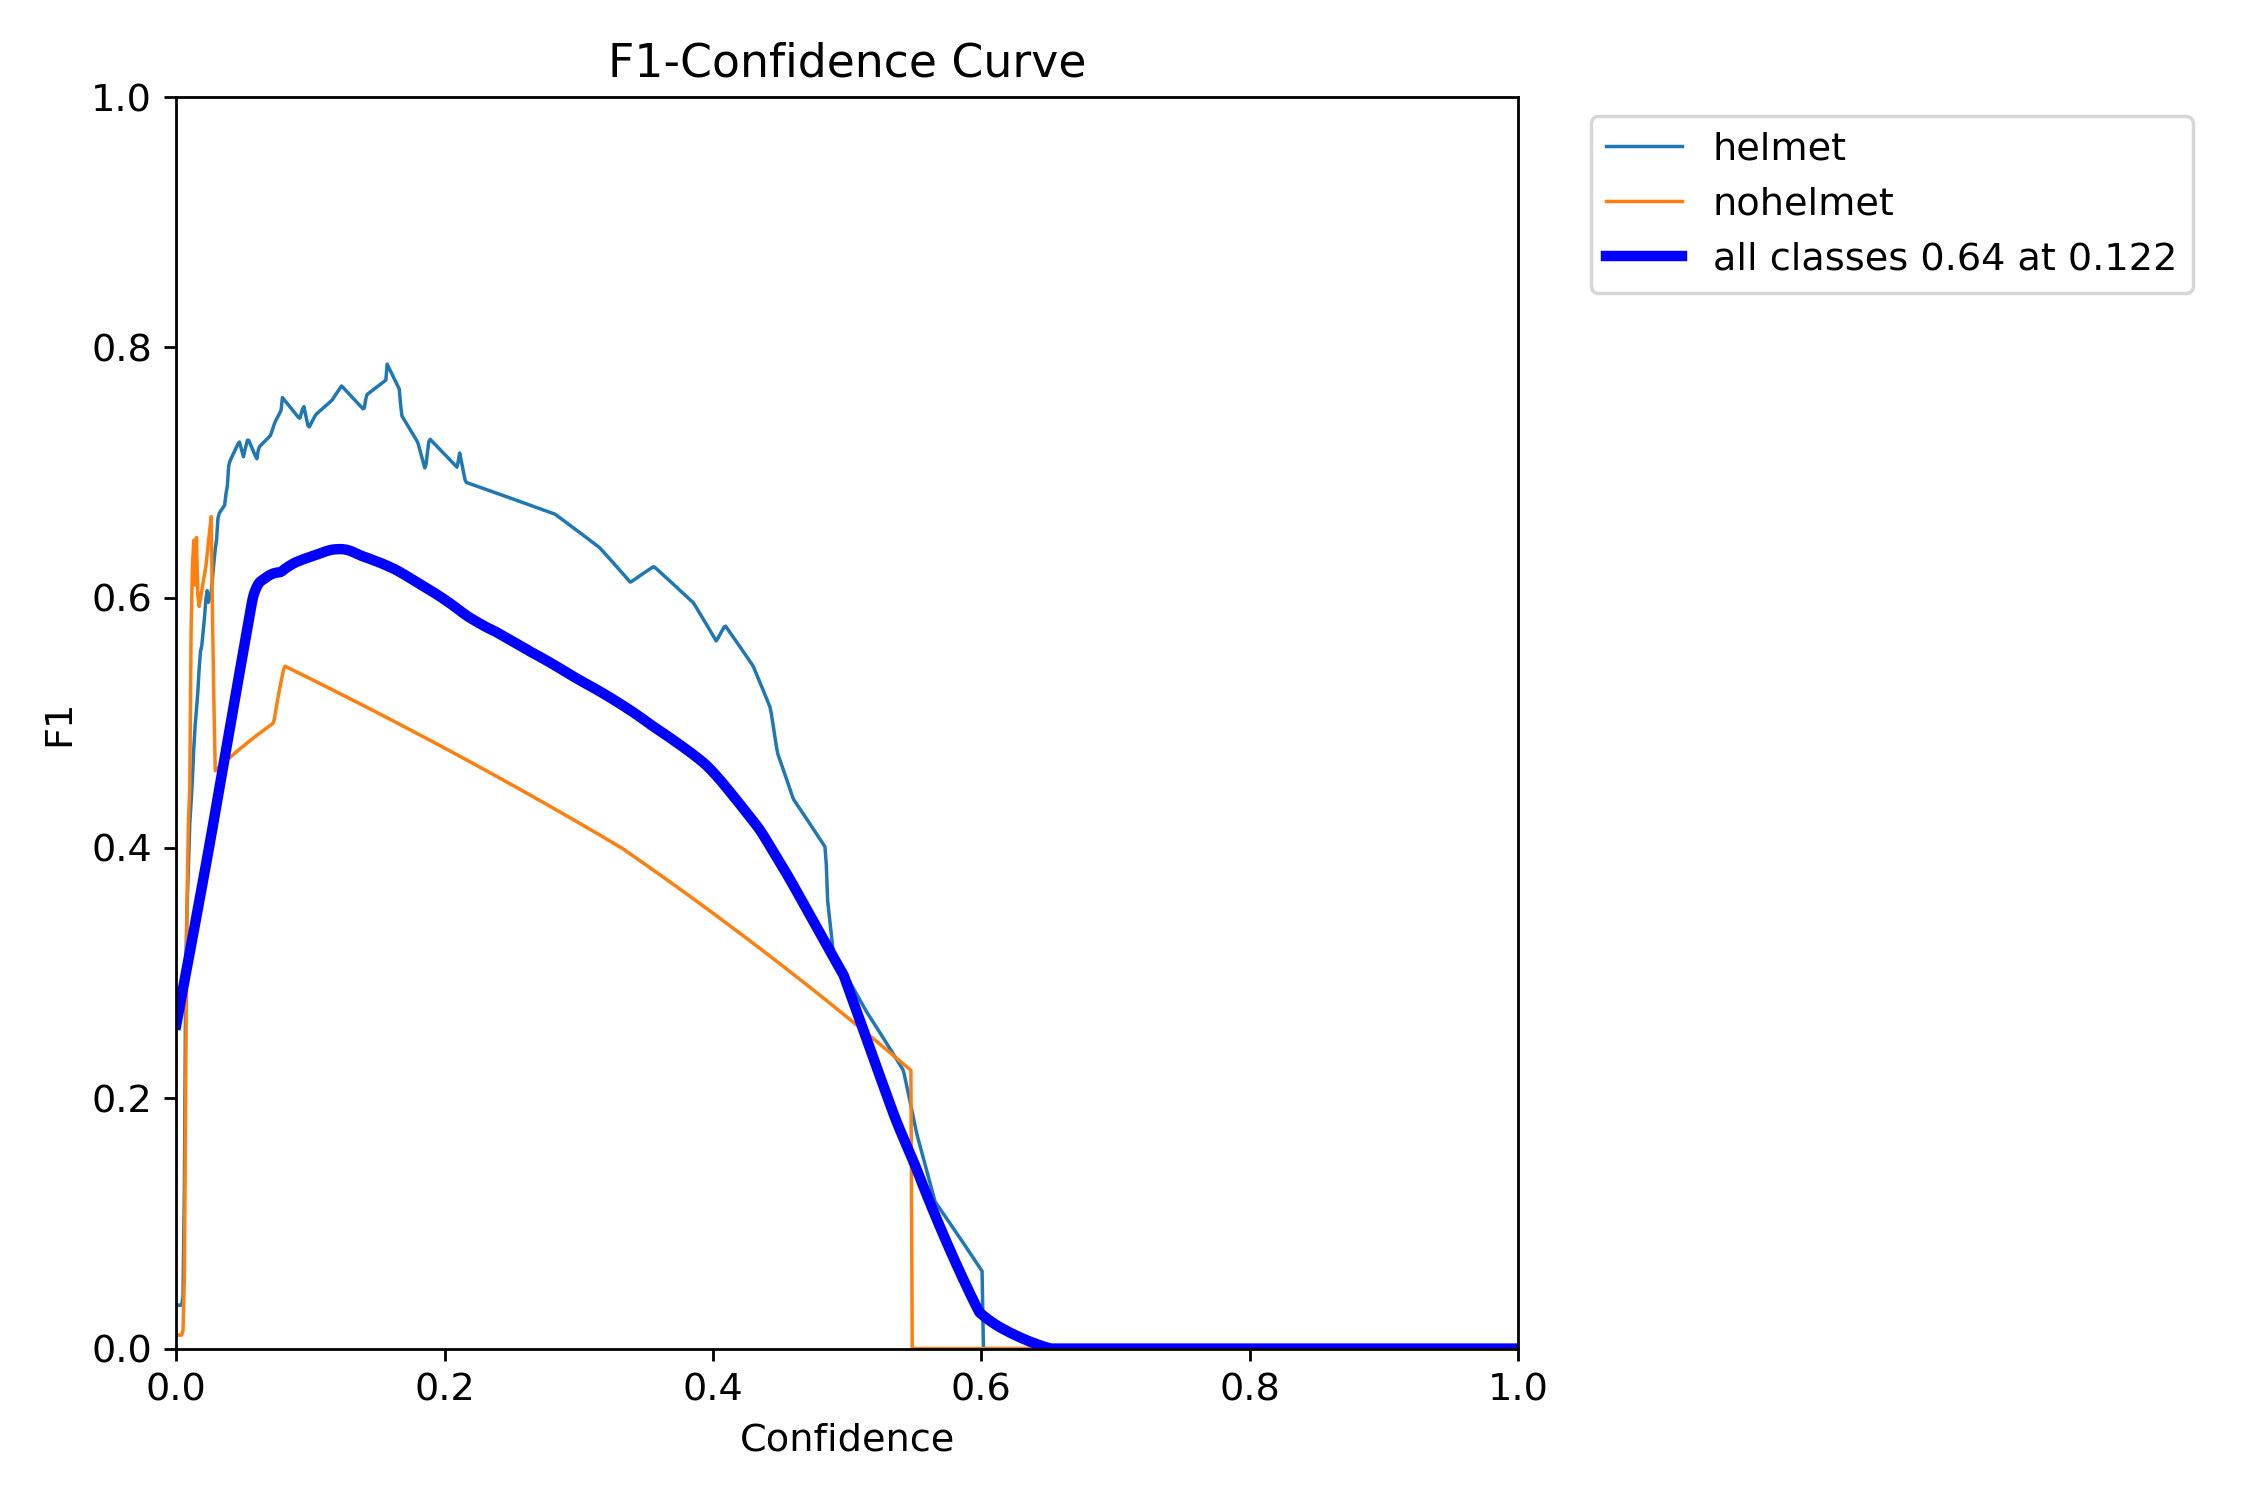 F1-Confidence Curve
1.0
0.8
0.6
0.4
0.2
0.0
F1
0.0 0.2 0.4 0.6 0.8 1.0
Confidence
helmet
nohelmet
all classes 0.64 at 0.122